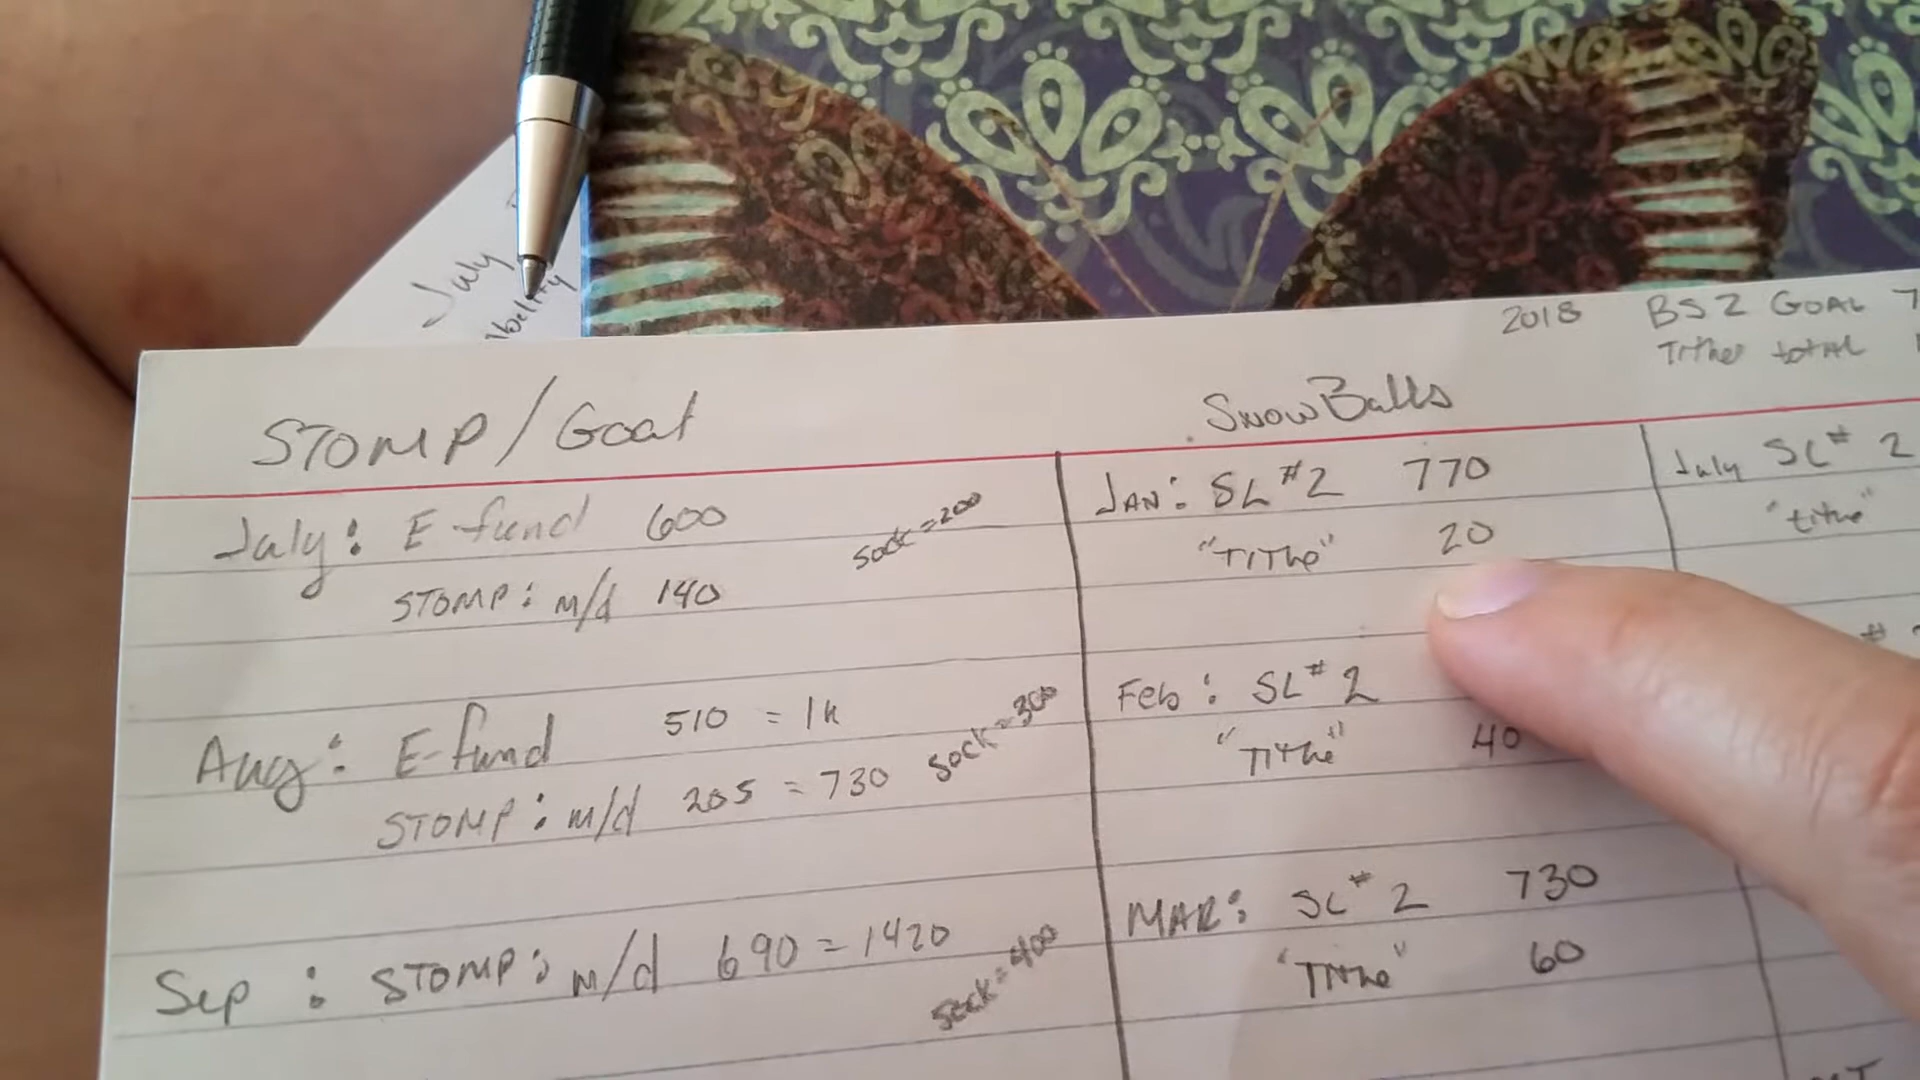 July
2018 BS2 GOAL 7
Tithes total
STOMP/Goal
SnowBalls
July: E-fund 600
sock=200
STOMP: m/d 140
Aug: E-fund 510 = 1k
STOMP: m/d 205 = 730
sock=300
Sep: STOMP: m/d 690 = 1420
sock=400
JAN: SL #2 770
"Tithe" 20
Feb: SL #2
"Tithe" 40
MAR: SL #2 730
"Tithe" 60
July SL #2
"tithe"
#